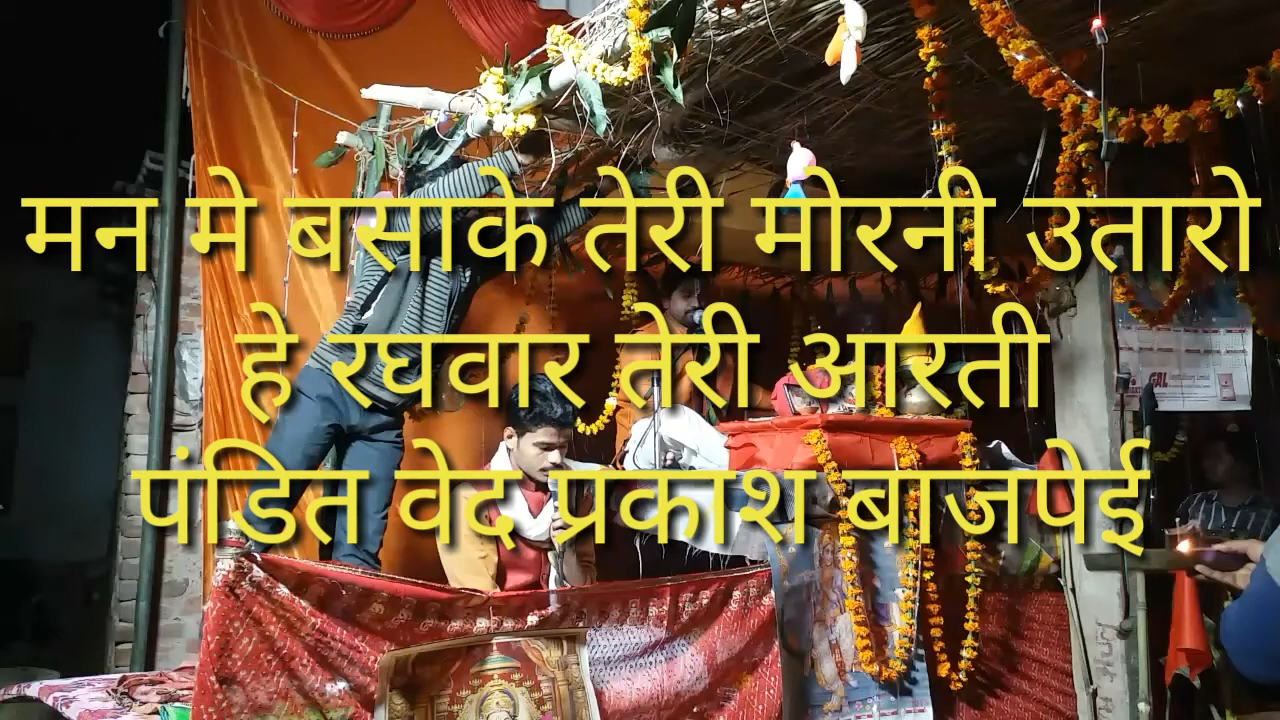 मन मे बसाके तेरी मोरनी उतारो
हे रघवार तेरी आरती
पंडित वेद प्रकाश बाजपेई